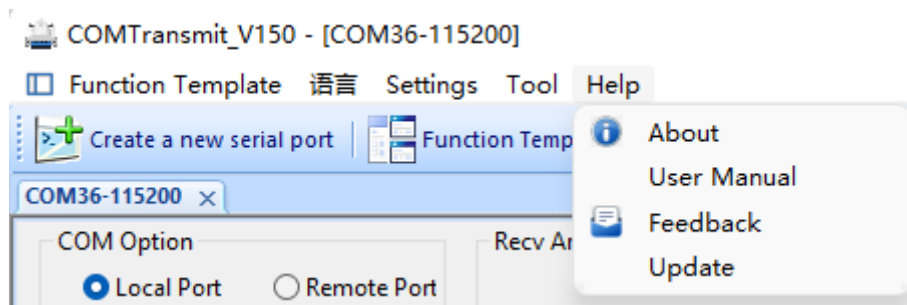 COMTransmit_V150 - [COM36-115200]
Function Template 语言 Settings Tool Help
Create a new serial port Function Temp
About
User Manual
Feedback
Update
COM36-115200
COM Option
Recv
Local Port Remote Port